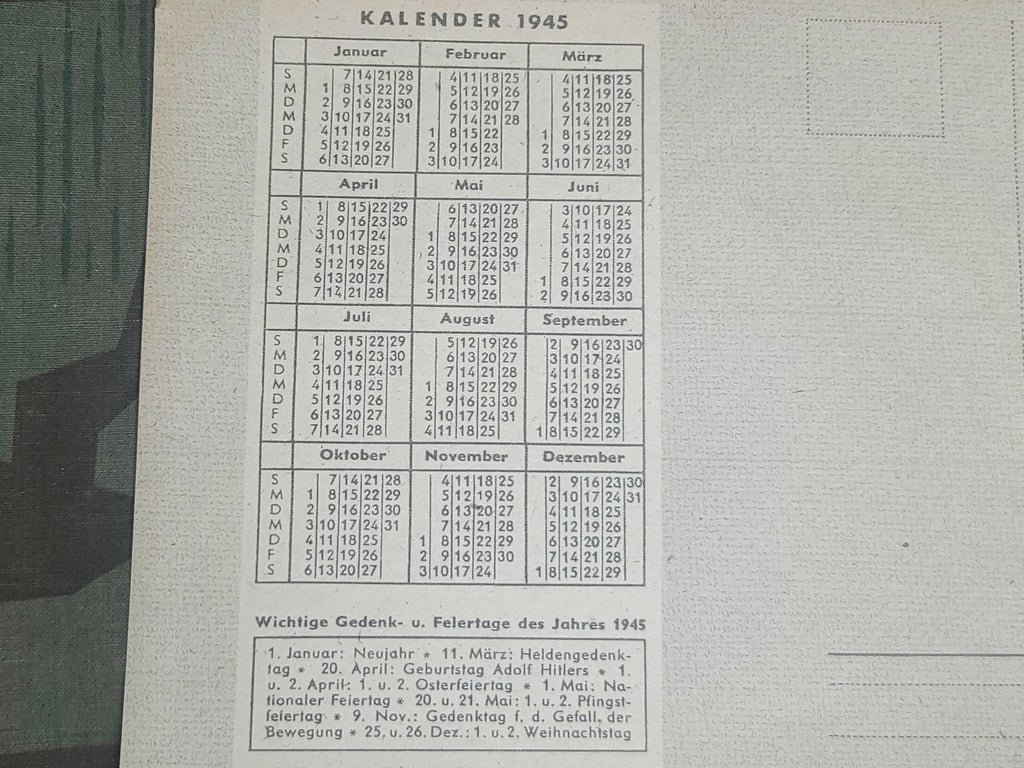 KALENDER 1945
Januar Februar März
S 7 14 21 28 4 11 18 25 4 11 18 25
M 1 8 15 22 29 5 12 19 26 5 12 19 26
D 2 9 16 23 30 6 13 20 27 6 13 20 27
M 3 10 17 24 31 7 14 21 28 7 14 21 28
D 4 11 18 25 1 8 15 22 1 8 15 22 29
F 5 12 19 26 2 9 16 23 2 9 16 23 30
S 6 13 20 27 3 10 17 24 3 10 17 24 31
April Mai Juni
S 1 8 15 22 29 6 13 20 27 3 10 17 24
M 2 9 16 23 30 7 14 21 28 4 11 18 25
D 3 10 17 24 1 8 15 22 29 5 12 19 26
M 4 11 18 25 2 9 16 23 30 6 13 20 27
D 5 12 19 26 3 10 17 24 31 7 14 21 28
F 6 13 20 27 4 11 18 25 1 8 15 22 29
S 7 14 21 28 5 12 19 26 2 9 16 23 30
Juli August September
S 1 8 15 22 29 5 12 19 26 2 9 16 23 30
M 2 9 16 23 30 6 13 20 27 3 10 17 24
D 3 10 17 24 31 7 14 21 28 4 11 18 25
M 4 11 18 25 1 8 15 22 29 5 12 19 26
D 5 12 19 26 2 9 16 23 30 6 13 20 27
F 6 13 20 27 3 10 17 24 31 7 14 21 28
S 7 14 21 28 4 11 18 25 1 8 15 22 29
Oktober November Dezember
S 7 14 21 28 4 11 18 25 2 9 16 23 30
M 1 8 15 22 29 5 12 19 26 3 10 17 24 31
D 2 9 16 23 30 6 13 20 27 4 11 18 25
M 3 10 17 24 31 7 14 21 28 5 12 19 26
D 4 11 18 25 1 8 15 22 29 6 13 20 27
F 5 12 19 26 2 9 16 23 30 7 14 21 28
S 6 13 20 27 3 10 17 24 1 8 15 22 29
Wichtige Gedenk- u. Feiertage des Jahres 1945
1. Januar: Neujahr * 11. März: Heldengedenk-
tag * 20. April: Geburtstag Adolf Hitlers * 1.
u. 2. April: 1. u. 2. Osterfeiertag * 1. Mai: Na-
tionaler Feiertag * 20. u. 21. Mai: 1. u. 2. Pfingst-
feiertag * 9. Nov.: Gedenktag f. d. Gefall. der
Bewegung * 25. u. 26. Dez.: 1. u. 2. Weihnachtstag